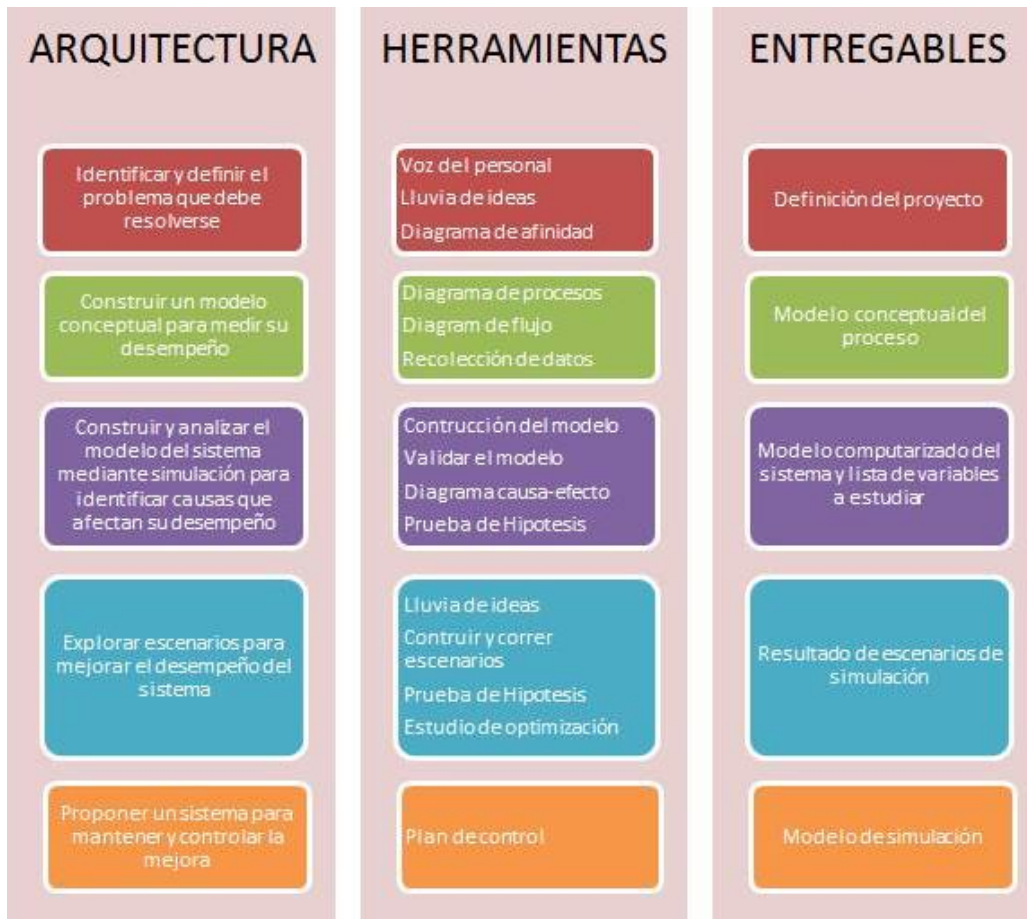 ARQUITECTURA
Identificar y definir el
problema que debe
resolverse
Construir un modelo
conceptual para medir su
desempeño
Construir y analizar el
modelo del sistema
mediante simulación para
identificar causas que
afectan su desempeño
Explorar escenarios para
mejorar el desempeño del
sistema
Proponer un sistema para
mantener y controlar la
mejora
HERRAMIENTAS
Voz del personal
Lluvia de ideas
Diagrama de afinidad
Diagrama de procesos
Diagram de flujo
Recolección de datos
Contrucción del modelo
Validar el modelo
Diagrama causa-efecto
Prueba de Hipotesis
Lluvia de ideas
Contruir y correr
escenarios
Prueba de Hipotesis
Estudio de optimización
Plan de control
ENTREGABLES
Definición del proyecto
Modelo conceptual del
proceso
Modelo computarizado del
sistema y lista de variables
a estudiar
Resultado de escenarios de
simulación
Modelo de simulación